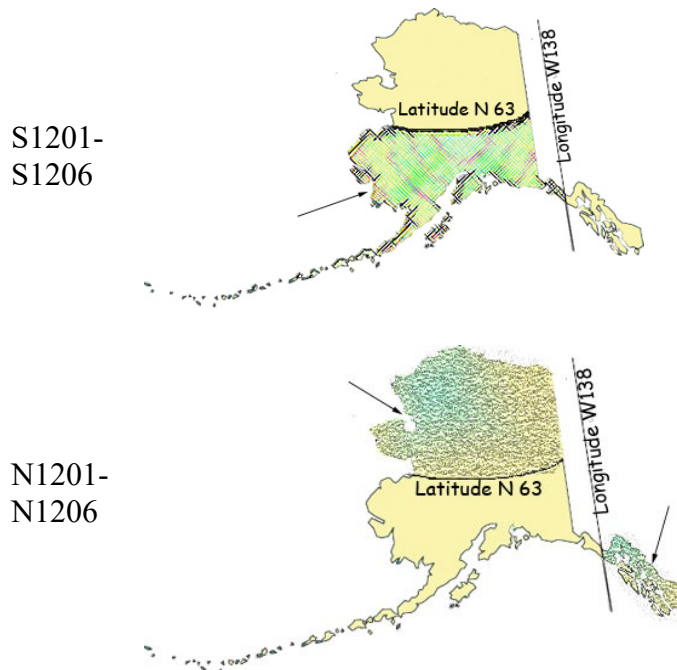 Latitude N 63
Longitude W138
S1201-
S1206
Latitude N 63
Longitude W138
N1201-
N1206